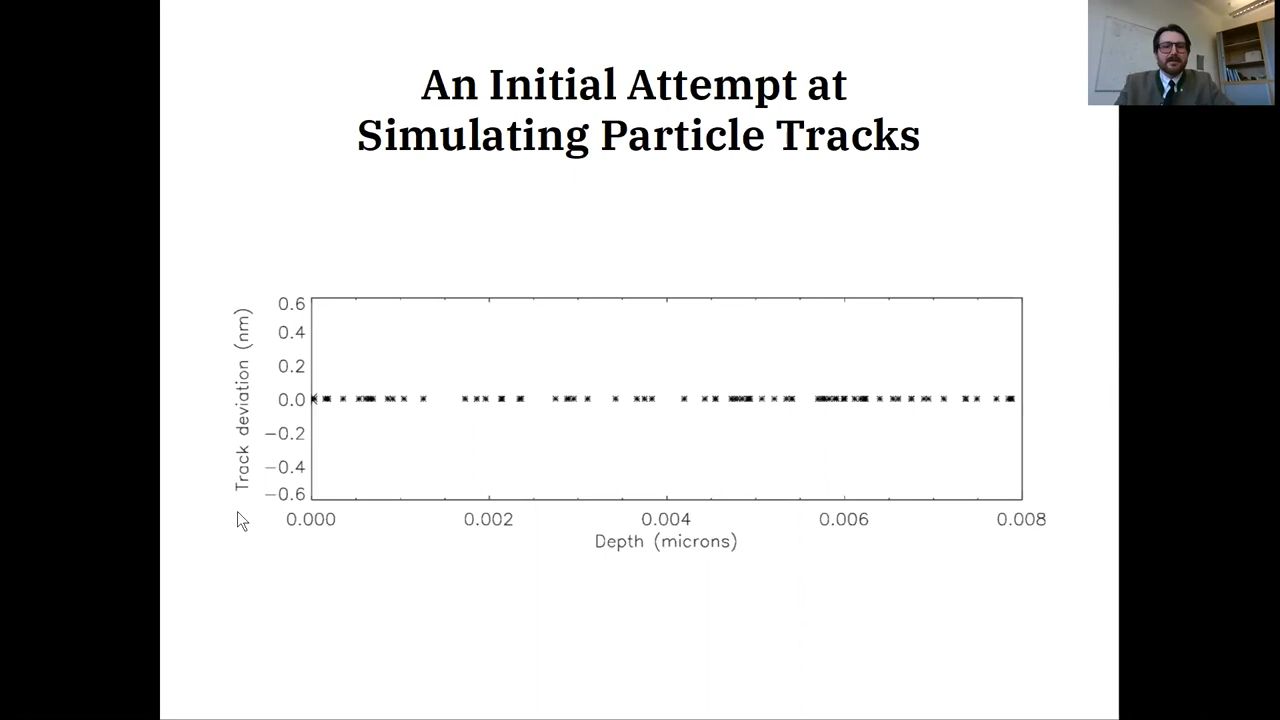 An Initial Attempt at
Simulating Particle Tracks
Track deviation (nm)
0.6
0.4
0.2
0.0
−0.2
−0.4
−0.6
0.000 0.002 0.004 0.006 0.008
Depth (microns)